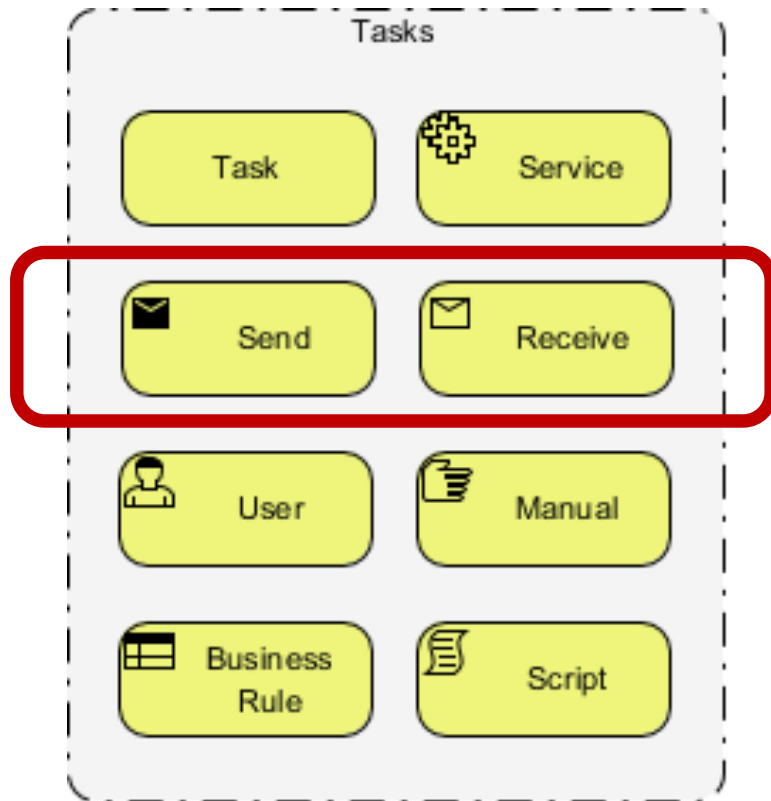 Tasks
Task
Service
Send
Receive
User
Manual
Business
Rule
Script